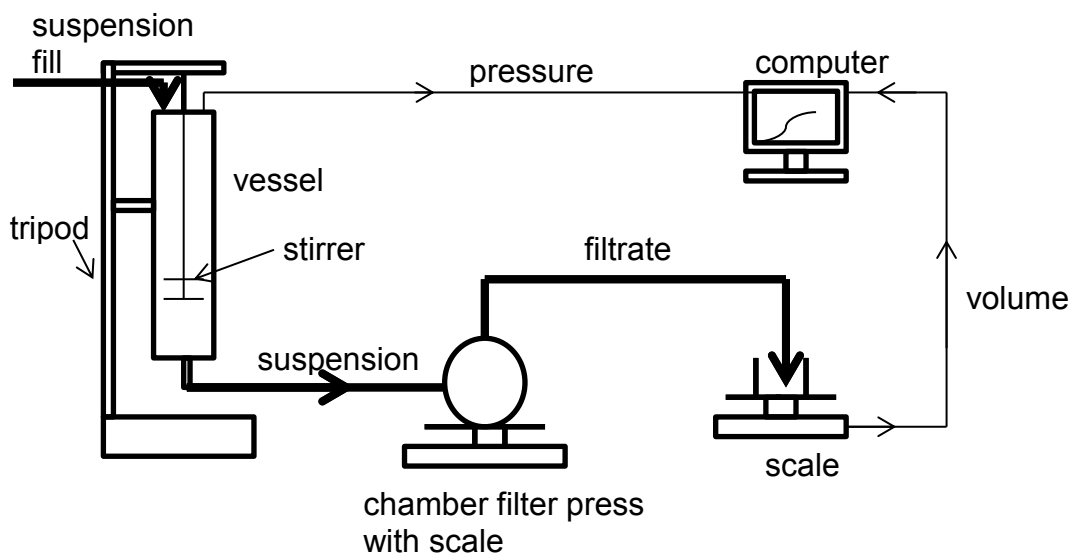 suspension
fill
pressure
computer
vessel
tripod
stirrer
filtrate
volume
suspension
scale
chamber filter press
with scale